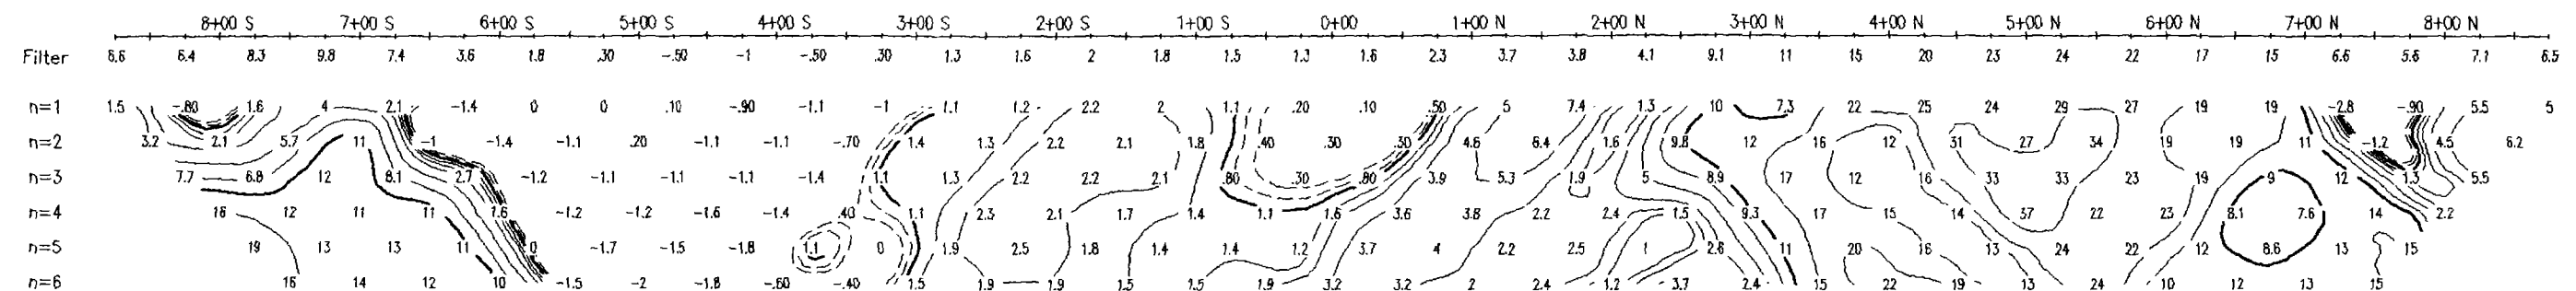 8+00 S 7+00 S 6+00 S 5+00 S 4+00 S 3+00 S 2+00 S 1+00 S 0+00 1+00 N 2+00 N 3+00 N 4+00 N 5+00 N 6+00 N 7+00 N 8+00 N
Filter 6.6 6.4 8.3 9.8 7.4 3.6 1.8 .30 -.50 -1 -.50 .30 1.3 1.6 2 1.8 1.5 1.3 1.6 2.3 3.7 3.8 4.1 9.1 11 15 20 23 24 22 17 15 6.6 5.6 7.1 6.5
n=1 1.5 -.80 1.6 4 2.1 -1.4 0 0 .10 -.90 -1.1 -1 1.1 1.2 2.2 2 1.1 .20 .10 .50 5 7.4 1.3 10 7.3 22 25 24 29 27 19 19 -2.8 -.90 5.5 5
n=2 3.2 2.1 5.7 11 -1 -1.4 -1.1 .20 -1.1 -1.1 -.70 1.4 1.3 2.2 2.1 1.8 .40 .30 .30 4.6 6.4 1.6 9.8 12 16 12 31 27 34 19 19 11 -1.2 4.5 6.2
n=3 7.7 6.8 12 8.1 2.7 -1.2 -1.1 -1.1 -1.1 -1.4 1.1 1.3 2.2 2.2 2.1 .80 .30 .80 3.9 5.3 1.9 5 8.9 17 12 16 33 33 23 19 9 12 1.3 5.5
n=4 16 12 11 11 1.6 -1.2 -1.2 -1.6 -1.4 .40 1.1 2.3 2.1 1.7 1.4 1.1 1.6 3.6 3.8 2.2 2.4 1.5 9.3 17 15 14 37 22 23 8.1 7.6 14 2.2
n=5 19 13 13 11 0 -1.7 -1.5 -1.8 1.1 0 1.9 2.5 1.8 1.4 1.4 1.2 3.7 4 2.2 2.5 1 2.6 11 20 16 13 24 22 12 8.6 13 15
n=6 16 14 12 10 -1.5 -2 -1.8 -.60 -.40 1.5 1.9 1.9 1.5 1.5 1.9 3.2 3.2 2 2.4 1.2 3.7 2.4 15 22 19 13 24 10 12 13 15